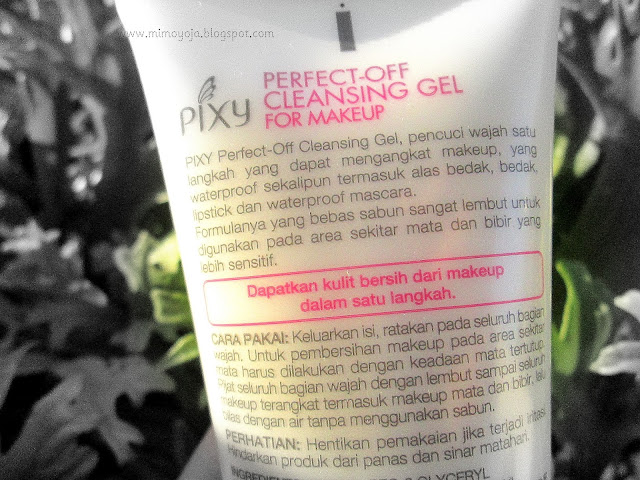 www.mimoyoja.blogspot.com
pixy
PERFECT-OFF
CLEANSING GEL
FOR MAKEUP
PIXY Perfect-Off Cleansing Gel, pencuci wajah satu
langkah yang dapat mengangkat makeup, yang
waterproof sekalipun termasuk alas bedak, bedak,
lipstick dan waterproof mascara.
Formulanya yang bebas sabun sangat lembut untuk
digunakan pada area sekitar mata dan bibir yang
lebih sensitif.
Dapatkan kulit bersih dari makeup
dalam satu langkah.
CARA PAKAI: Keluarkan isi, ratakan pada seluruh bagian
wajah. Untuk pembersihan makeup pada area sekitar
mata harus dilakukan dengan keadaan mata tertutup.
Pijat seluruh bagian wajah dengan lembut sampai seluruh
makeup terangkat termasuk makeup mata dan bibir, lalu
bilas dengan air tanpa menggunakan sabun.
PERHATIAN: Hentikan pemakaian jika terjadi iritasi
Hindarkan produk dari panas dan sinar matahari.
GLYCERYL